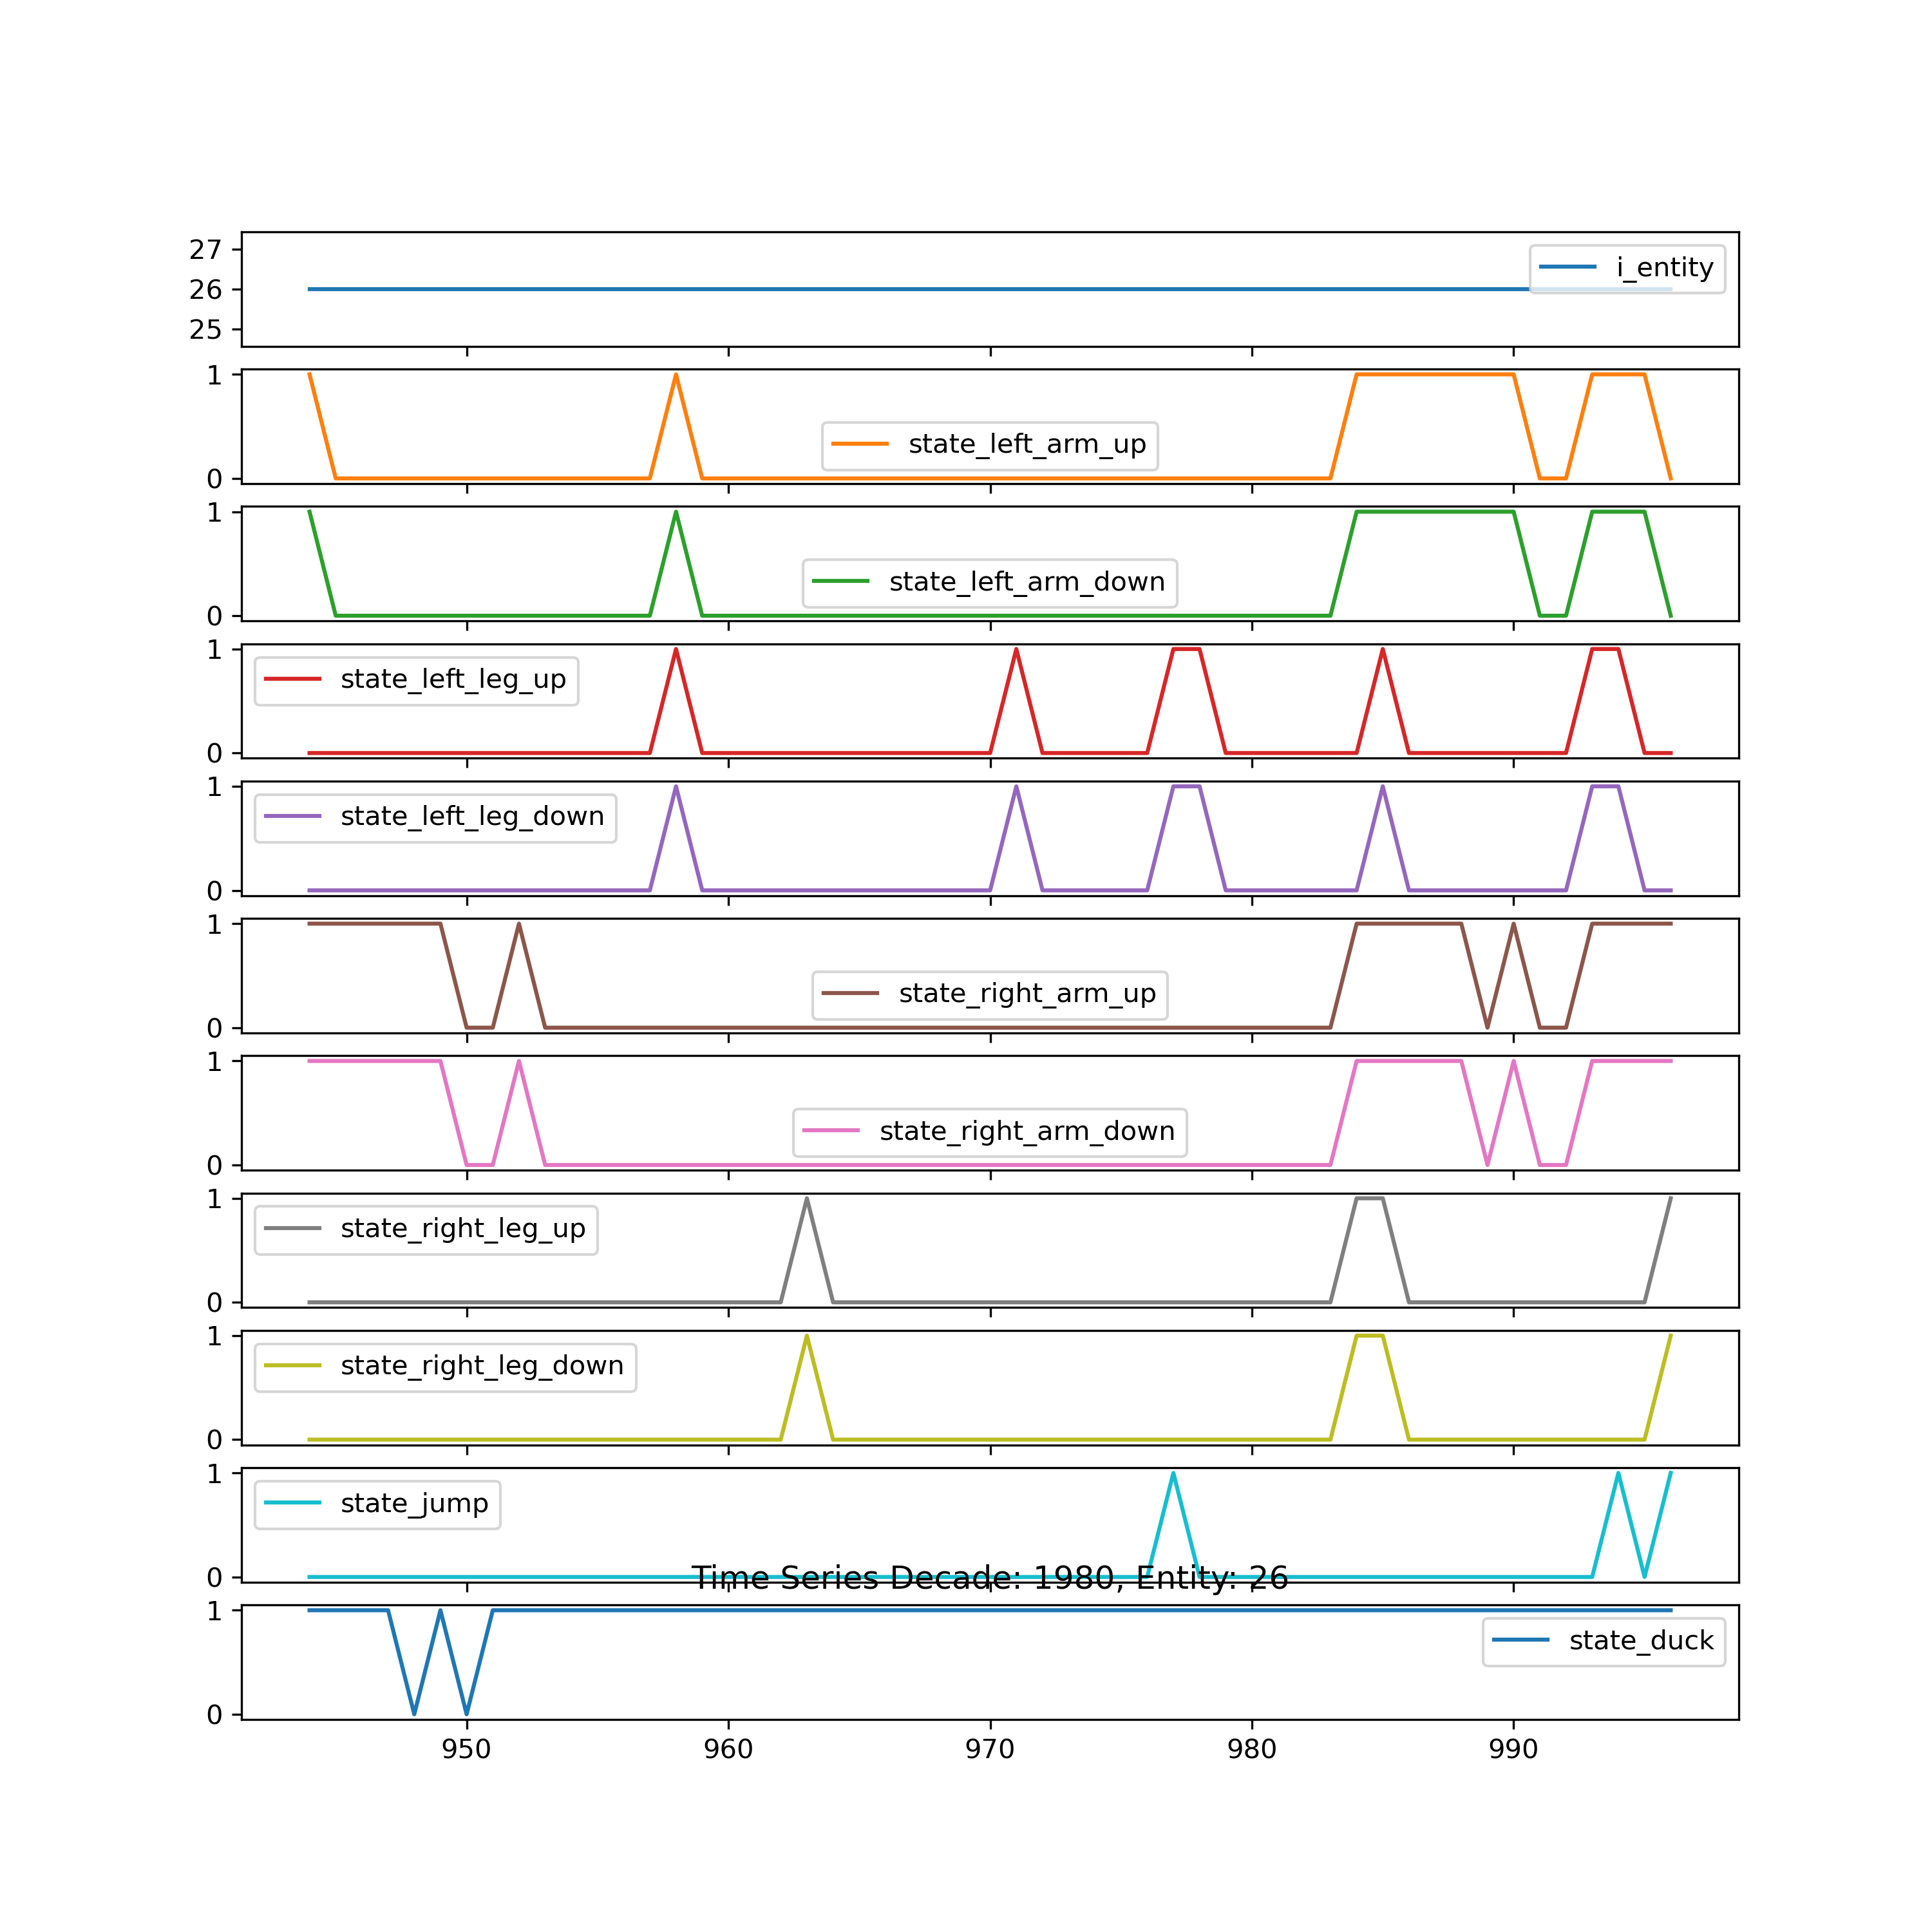 27
26
25
i_entity
1
0
state_left_arm_up
1
0
state_left_arm_down
1
0
state_left_leg_up
1
0
state_left_leg_down
1
0
state_right_arm_up
1
0
state_right_arm_down
1
0
state_right_leg_up
1
0
state_right_leg_down
1
0
state_jump
Time Series Decade: 1980, Entity: 26
1
0
state_duck
950 960 970 980 990